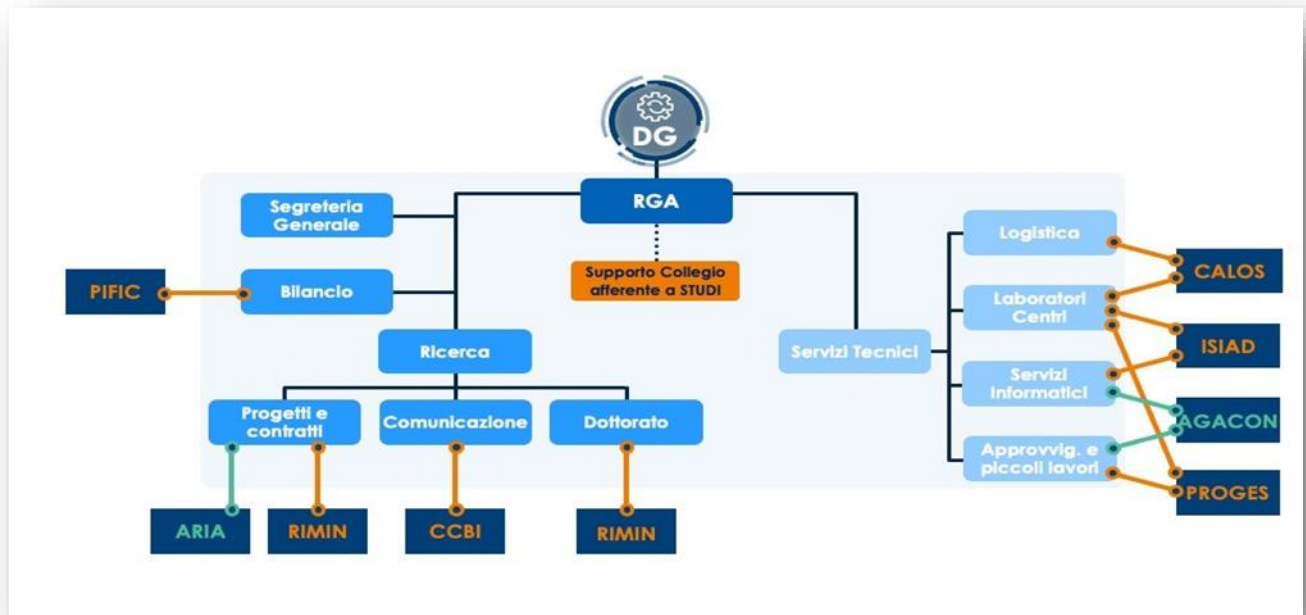 DG
RGA
Segreteria
Generale
Supporto Collegio
afferente a STUDI
Logistica
PIFIC
Bilancio
CALOS
Laboratori
Centri
Ricerca
Servizi Tecnici
ISIAD
Servizi
Informatici
Progetti e
contratti
Comunicazione
Dottorato
AGACON
Approvvig. e
piccoli lavori
PROGES
ARIA
RIMIN
CCBI
RIMIN